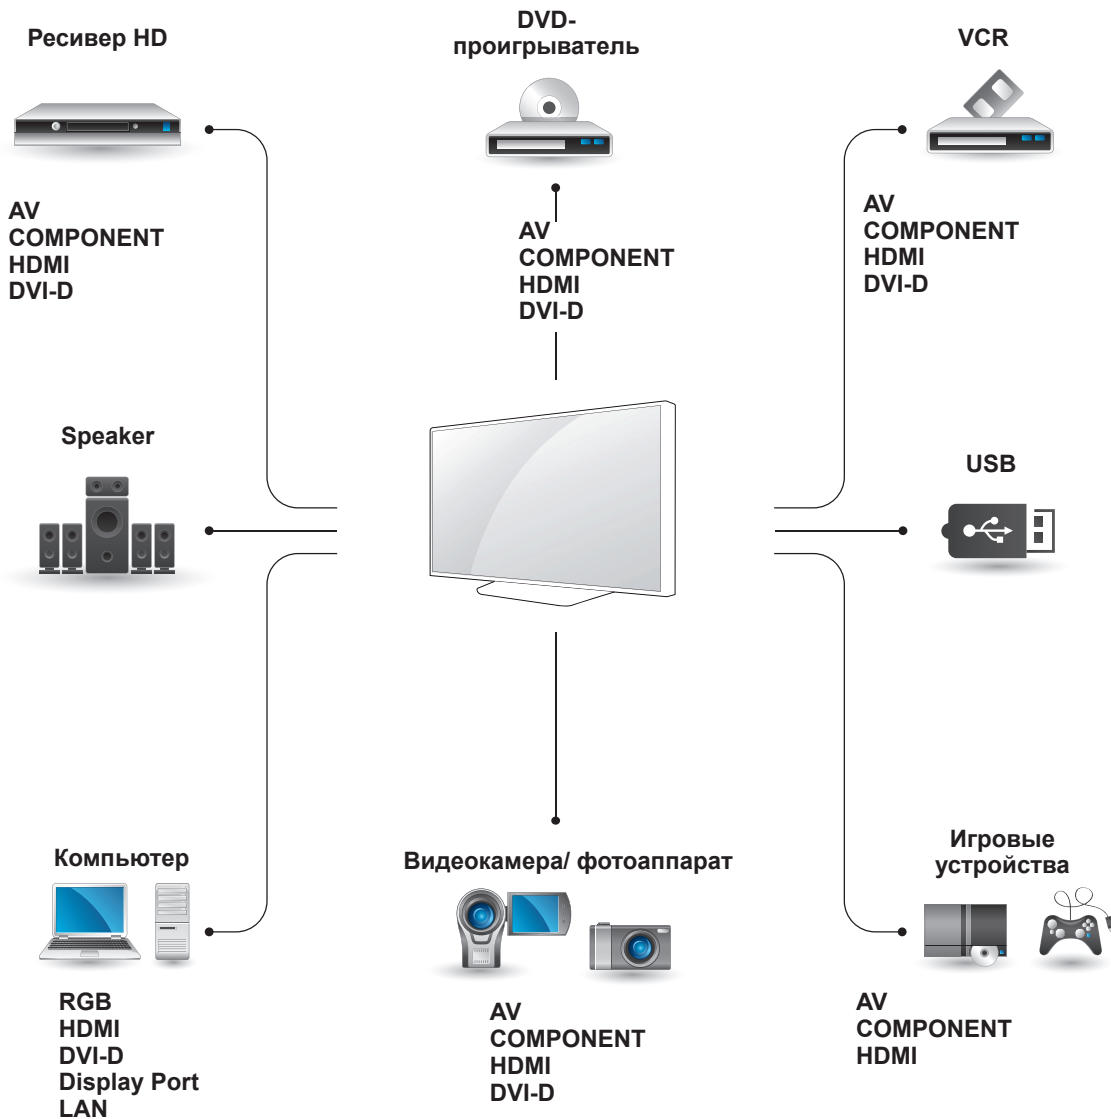 Ресивер HD
AV
COMPONENT
HDMI
DVI-D
DVD-
проигрыватель
AV
COMPONENT
HDMI
DVI-D
VCR
AV
COMPONENT
HDMI
DVI-D
Speaker
USB
Компьютер
RGB
HDMI
DVI-D
Display Port
LAN
Видеокамера/ фотоаппарат
AV
COMPONENT
HDMI
DVI-D
Игровые
устройства
AV
COMPONENT
HDMI